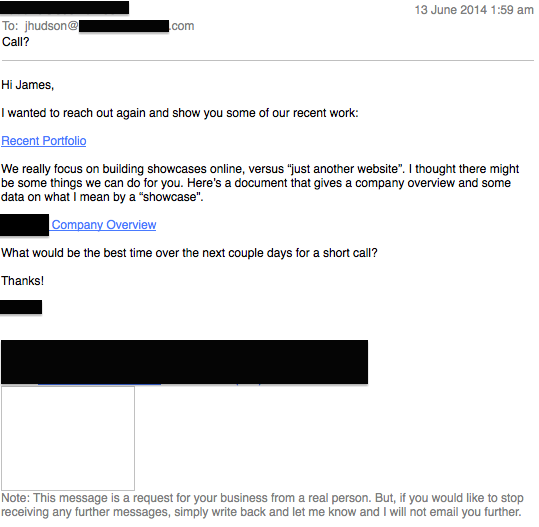 13 June 2014 1:59 am
To: jhudson@ .com
Call?
Hi James,
I wanted to reach out again and show you some of our recent work:
Recent Portfolio
We really focus on building showcases online, versus “just another website”. I thought there might
be some things we can do for you. Here’s a document that gives a company overview and some
data on what I mean by a “showcase”.
Company Overview
What would be the best time over the next couple days for a short call?
Thanks!
Note: This message is a request for your business from a real person. But, if you would like to stop
receiving any further messages, simply write back and let me know and I will not email you further.